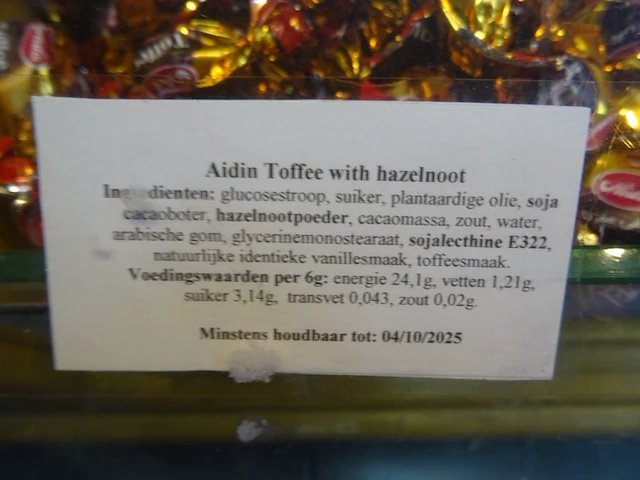 Aidin Toffee with hazelnoot
Ingredienten: glucosestroop, suiker, plantaardige olie, soja
cacaoboter, hazelnootpoeder, cacaomassa, zout, water,
arabische gom, glycerinemonostearaat, sojalecthine E322,
natuurlijke identieke vanillesmaak, toffeesmaak.
Voedingswaarden per 6g: energie 24,1g, vetten 1,21g,
suiker 3,14g, transvet 0,043, zout 0,02g.
Minstens houdbaar tot: 04/10/2025